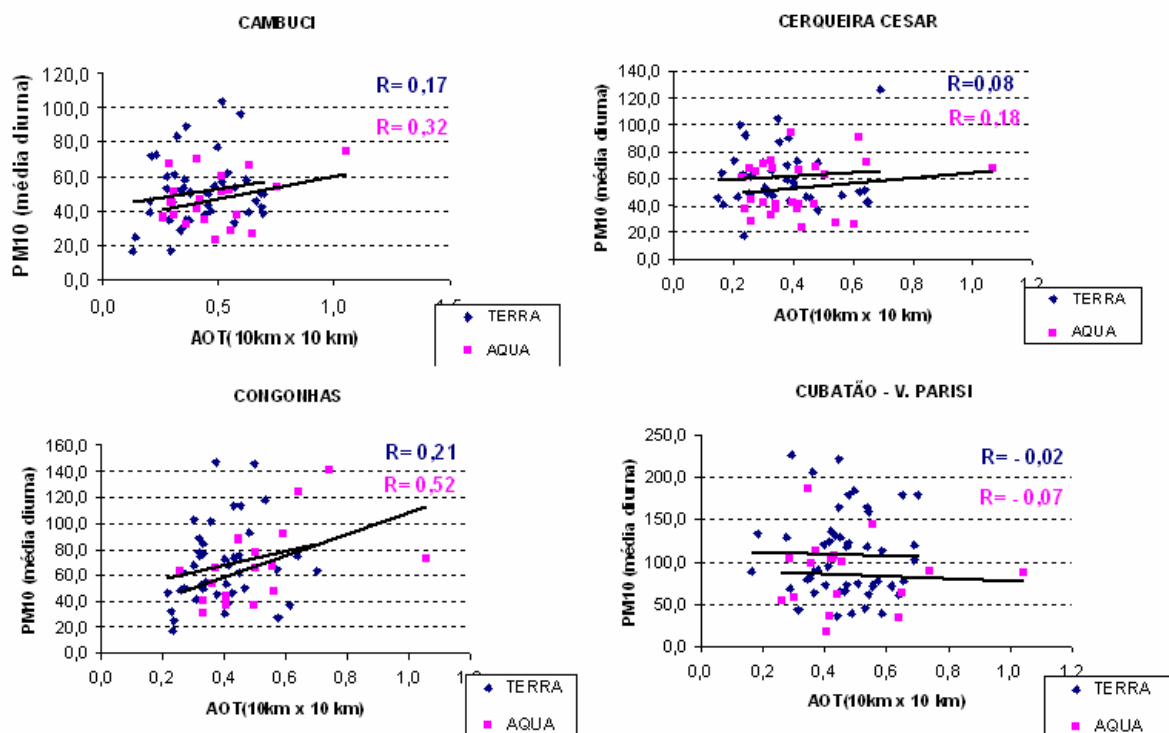 CAMBUCI
PM10 (média diurna)
120,0
100,0
80,0
60,0
40,0
20,0
0,0
R= 0,17
R= 0,32
0,0
0,5
1,0
AOT(10km x 10 km)
TERRA
AQUA
CERQUEIRA CESAR
PM10 (média diurna)
140,0
120,0
100,0
80,0
60,0
40,0
20,0
0,0
R=0,08
R= 0,18
0,0
0,2
0,4
0,6
0,8
1,0
1,2
AOT(10km x 10 km)
TERRA
AQUA
CONGONHAS
PM10 (média diurna)
160,0
140,0
120,0
100,0
80,0
60,0
40,0
20,0
0,0
R= 0,21
R= 0,52
0,0
0,2
0,4
0,6
0,8
1,0
1,2
AOT(10km x 10 km)
TERRA
AQUA
CUBATÃO - V. PARISI
PM10 (média diurna)
250,0
200,0
150,0
100,0
50,0
0,0
R= - 0,02
R= - 0,07
0,0
0,2
0,4
0,6
0,8
1,0
1,2
AOT(10km x 10 km)
TERRA
AQUA